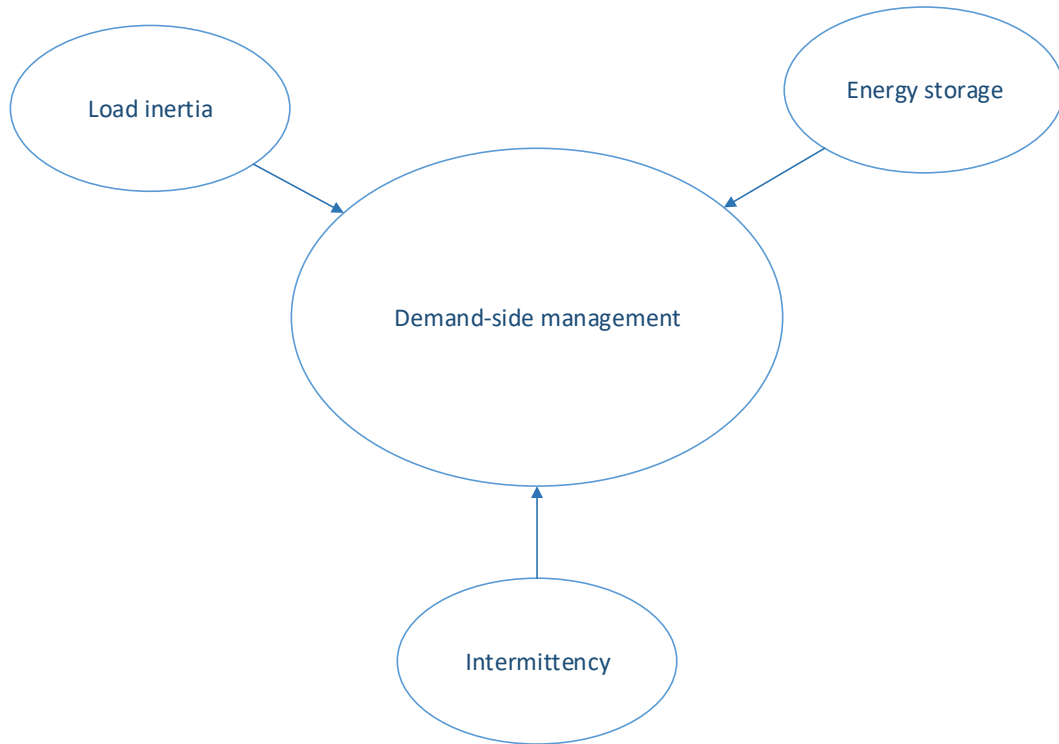 Load inertia
Energy storage
Demand-side management
Intermittency